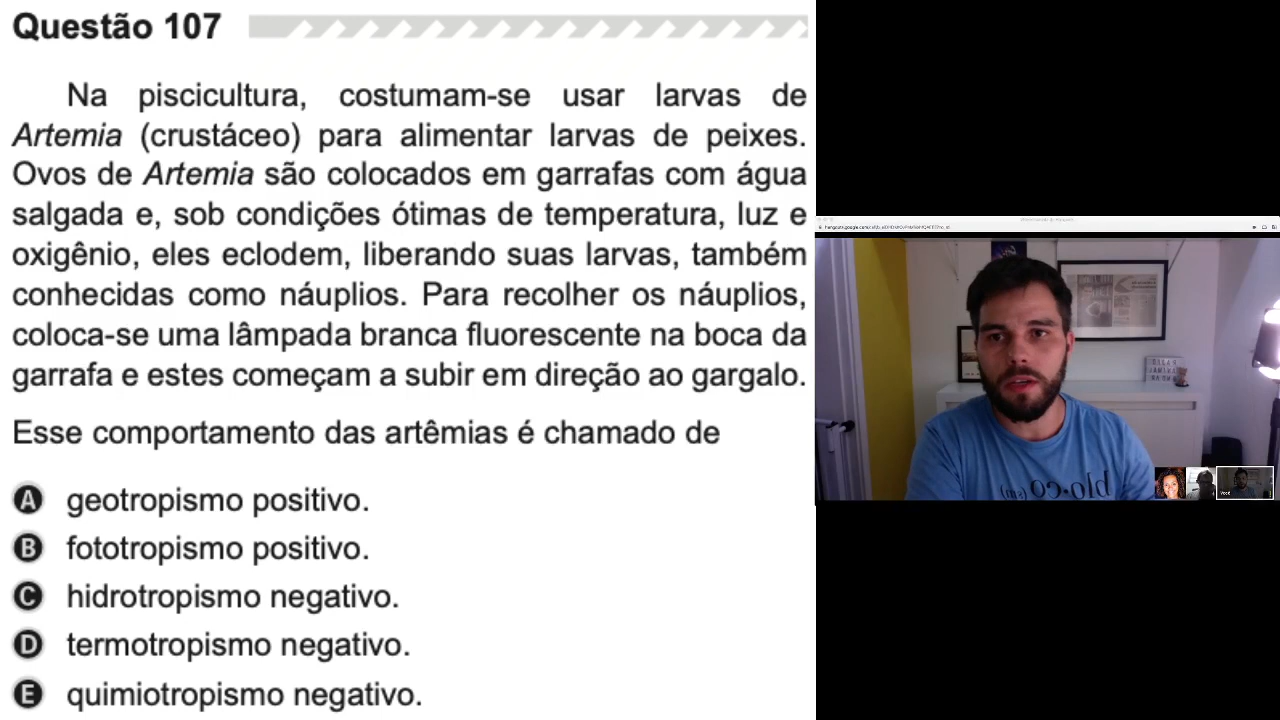 Questão 107
Na piscicultura, costumam-se usar larvas de
Artemia (crustáceo) para alimentar larvas de peixes.
Ovos de Artemia são colocados em garrafas com água
salgada e, sob condições ótimas de temperatura, luz e
oxigênio, eles eclodem, liberando suas larvas, também
conhecidas como náuplios. Para recolher os náuplios,
coloca-se uma lâmpada branca fluorescente na boca da
garrafa e estes começam a subir em direção ao gargalo.
Esse comportamento das artêmias é chamado de
A geotropismo positivo.
B fototropismo positivo.
C hidrotropismo negativo.
D termotropismo negativo.
E quimiotropismo negativo.
blo.co
Você